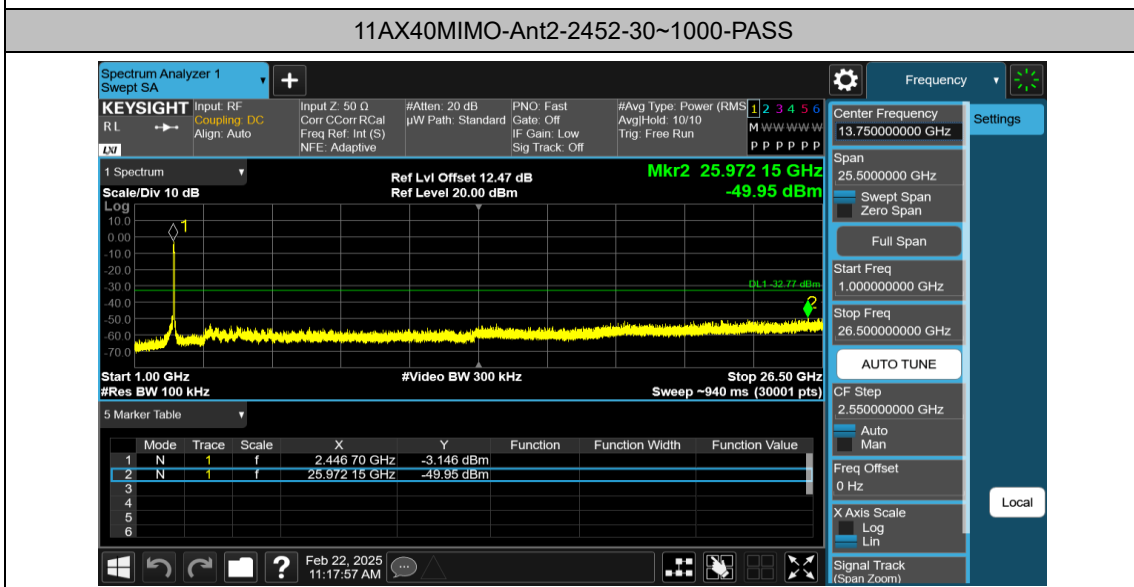 11AX40MIMO-Ant2-2452-30~1000-PASS
Spectrum Analyzer 1
Swept SA
Frequency
KEYSIGHT
R L
LXI
Input: RF
Coupling: DC
Align: Auto
Input Z: 50 Ω
Corr CCorr RCal
Freq Ref: Int (S)
NFE: Adaptive
#Atten: 20 dB
µW Path: Standard
PNO: Fast
Gate: Off
IF Gain: Low
Sig Track: Off
#Avg Type: Power (RMS
Avg|Hold: 10/10
Trig: Free Run
1 2 3 4 5 6
M W W W W W
P P P P P P
1 Spectrum
Scale/Div 10 dB
Ref Lvl Offset 12.47 dB
Ref Level 20.00 dBm
Mkr2 25.972 15 GHz
-49.95 dBm
Log
10.0
0.00
-10.0
-20.0
-30.0
-40.0
-50.0
-60.0
-70.0
1
DL1 -32.77 dBm
2
Start 1.00 GHz
#Video BW 300 kHz
Stop 26.50 GHz
#Res BW 100 kHz
Sweep ~940 ms (30001 pts)
5 Marker Table
Mode Trace Scale X Y Function Function Width Function Value
1 N 1 f 2.446 70 GHz -3.146 dBm
2 N 1 f 25.972 15 GHz -49.95 dBm
3
4
5
6
Feb 22, 2025
11:17:57 AM
Center Frequency
13.750000000 GHz
Span
25.5000000 GHz
Swept Span
Zero Span
Full Span
Start Freq
1.000000000 GHz
Stop Freq
26.500000000 GHz
AUTO TUNE
CF Step
2.550000000 GHz
Auto
Man
Freq Offset
0 Hz
X Axis Scale
Log
Lin
Signal Track
(Span Zoom)
Settings
Local